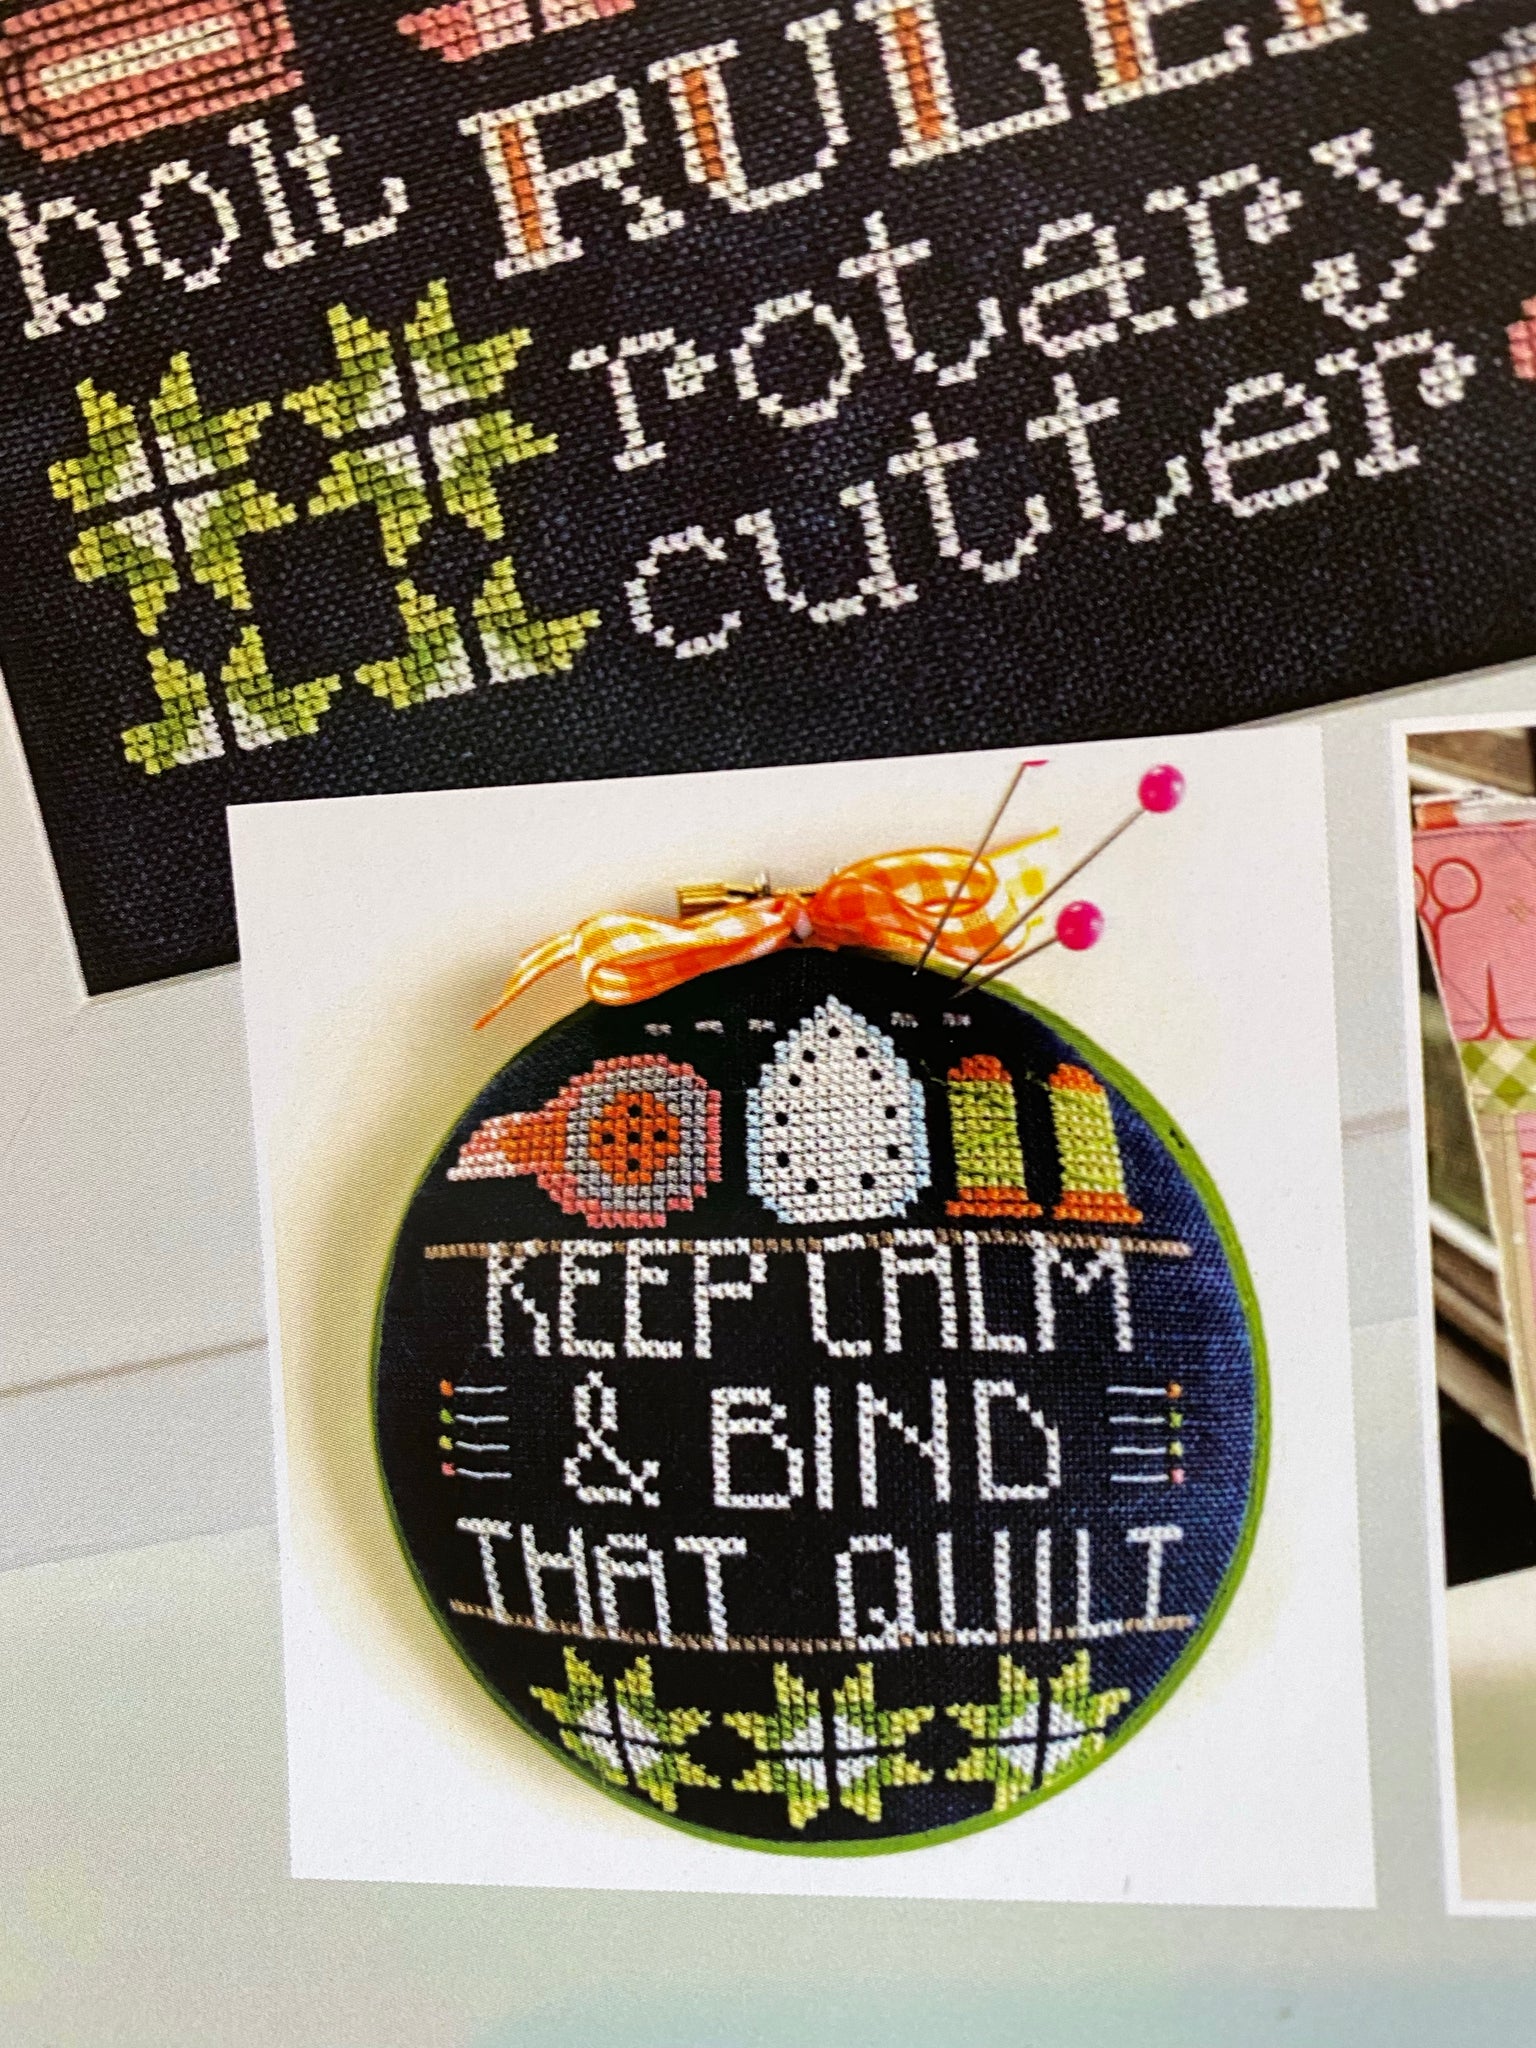 bolt RULER
rotary
cutter
KEEP CALM
& BIND
THAT QUILT